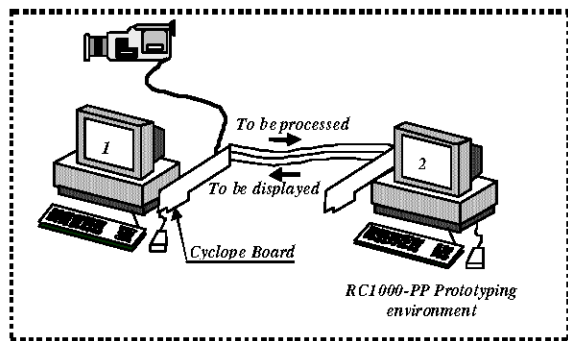 To be processed
1
2
To be displayed
Cyclope Board
RC1000-PP Prototyping
environment